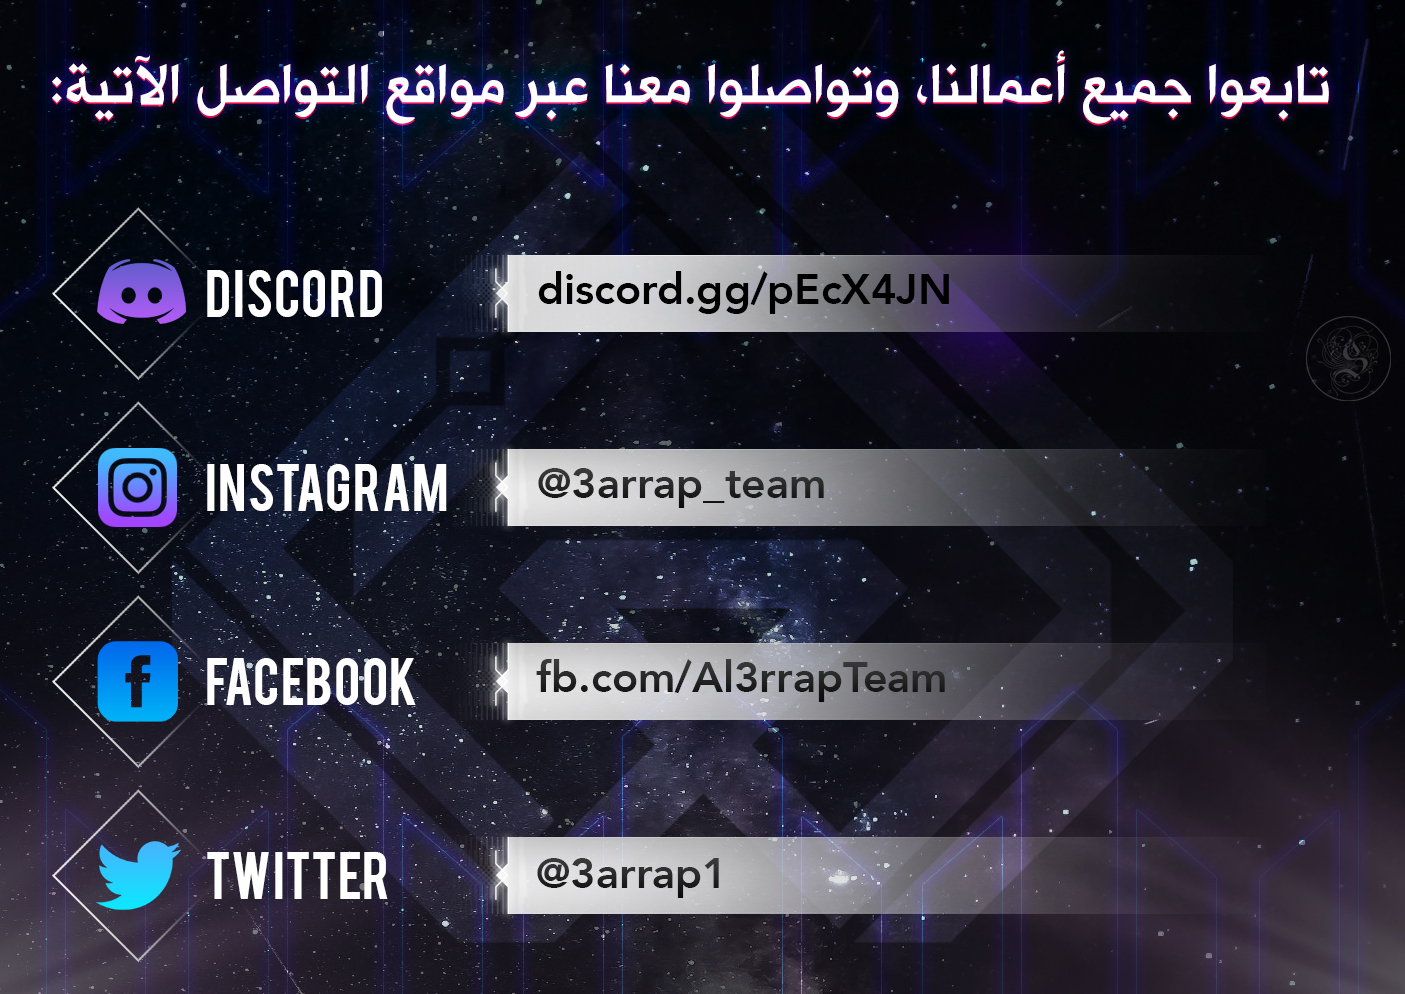 تابعوا جميع أعمالنا، وتواصلوا معنا عبر مواقع التواصل الآتية:
DISCORD
discord.gg/pEcX4JN
INSTAGRAM
@3arrap_team
FACEBOOK
fb.com/Al3rrapTeam
TWITTER
@3arrap1